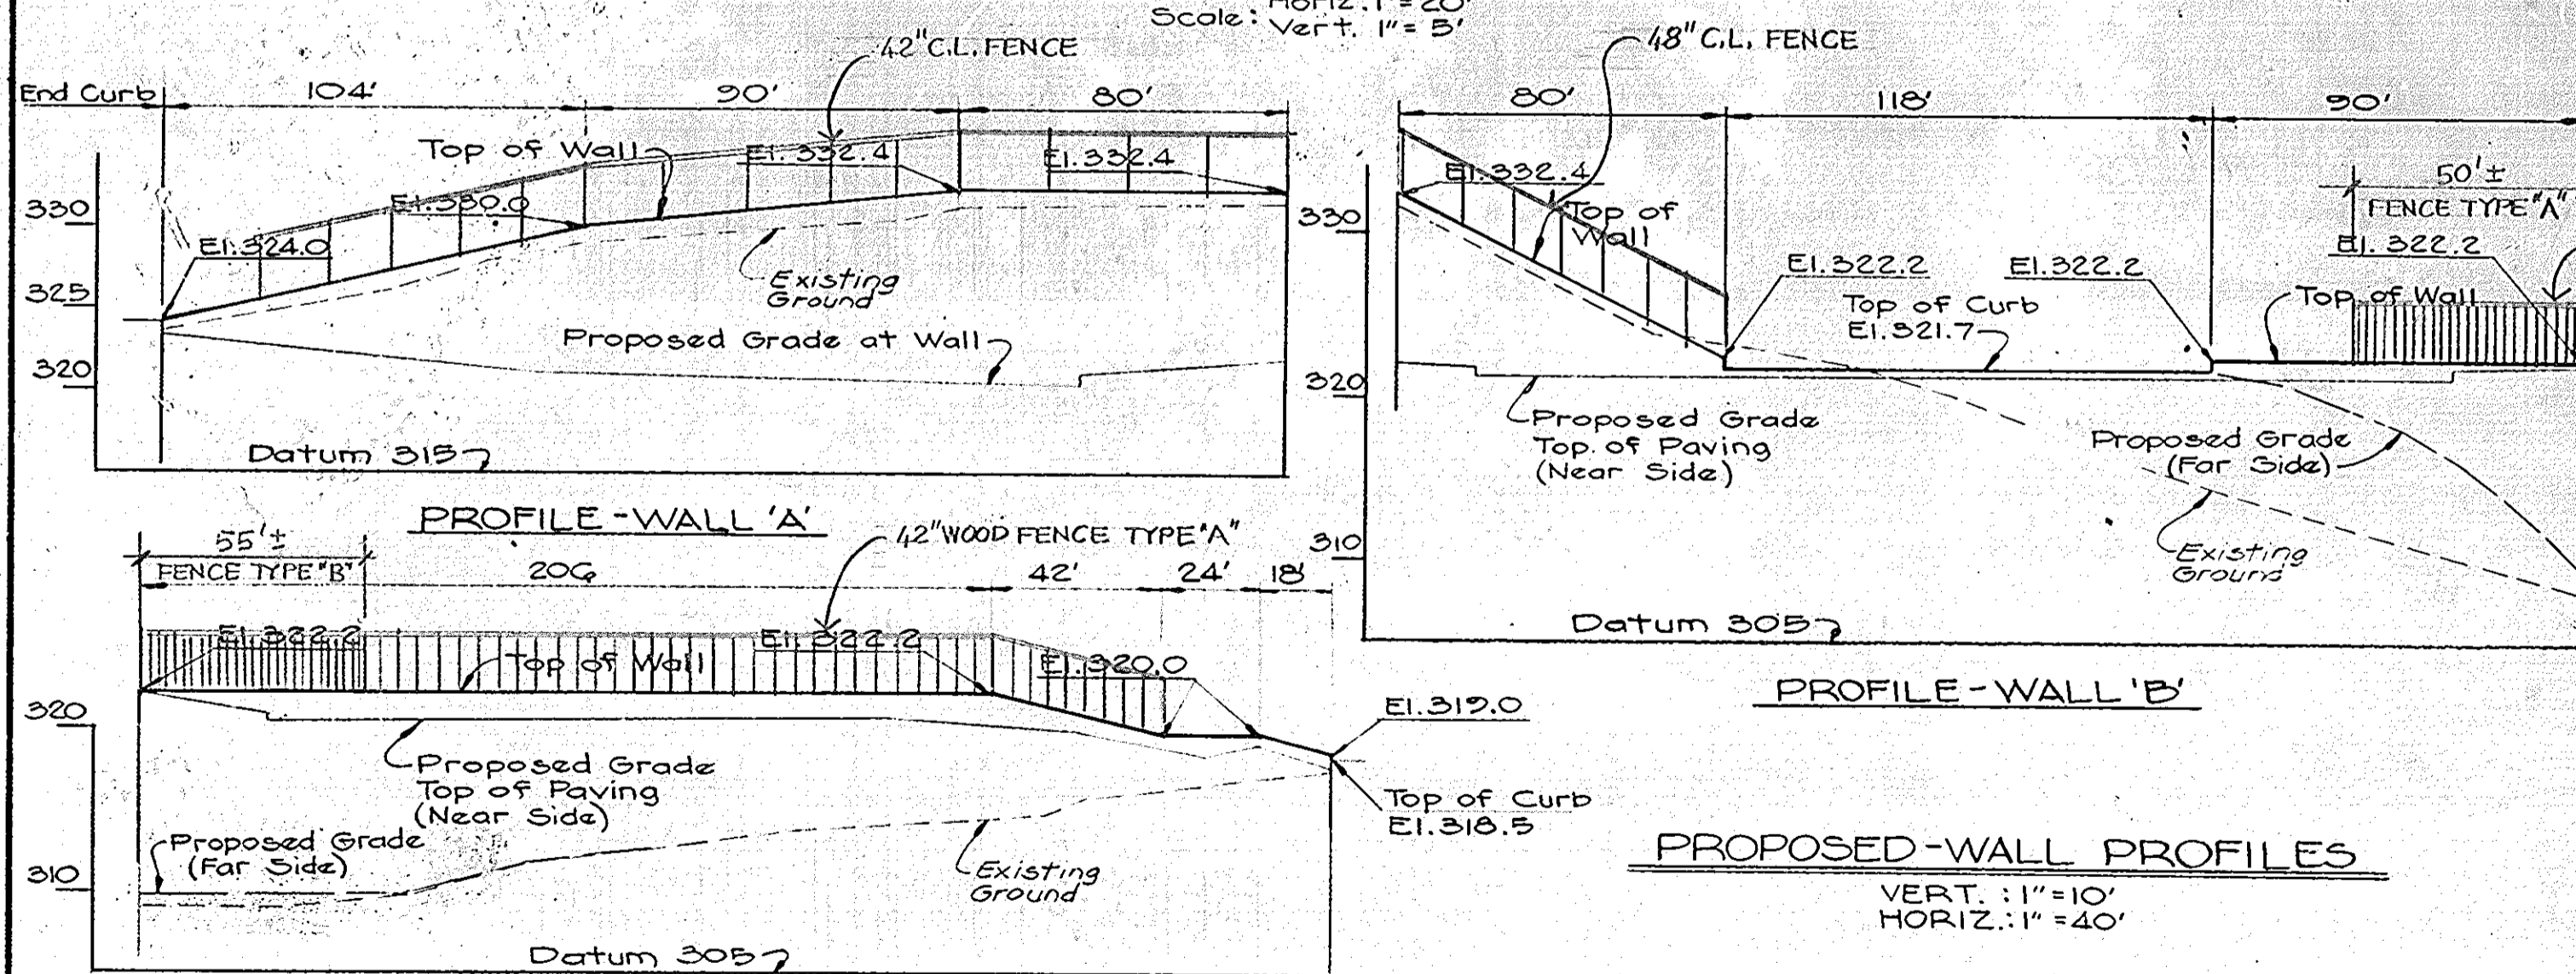 Scale: Horiz. 1"=20'
Vert. 1"= 5'
42"C.L. FENCE
48"C.L. FENCE
End Curb
104'
90'
80'
Top of Wall
El.332.4
El.332.4
El.330.0
El.324.0
330
325
320
Existing
Ground
Proposed Grade at Wall
Datum 315
PROFILE-WALL 'A'
80'
118'
90'
50'±
FENCE TYPE "A"
El.332.4
Top of
Wall
El.322.2
El.322.2
El. 322.2
Top of Curb
El.321.7
Top of Wall
330
320
310
Proposed Grade
Top of Paving
(Near Side)
Proposed Grade
(Far Side)
Existing
Ground
Datum 305
PROFILE-WALL 'B'
55'±
FENCE TYPE "B"
206
42"WOOD FENCE TYPE "A"
42'
24'
18'
El.322.2
Top of Wall
El.322.2
El.320.0
El.319.0
Top of Curb
El.318.5
320
310
Proposed Grade
Top of Paving
(Near Side)
Proposed Grade
(Far Side)
Existing
Ground
Datum 305
PROPOSED-WALL PROFILES
VERT. : 1"=10'
HORIZ.: 1"=40'